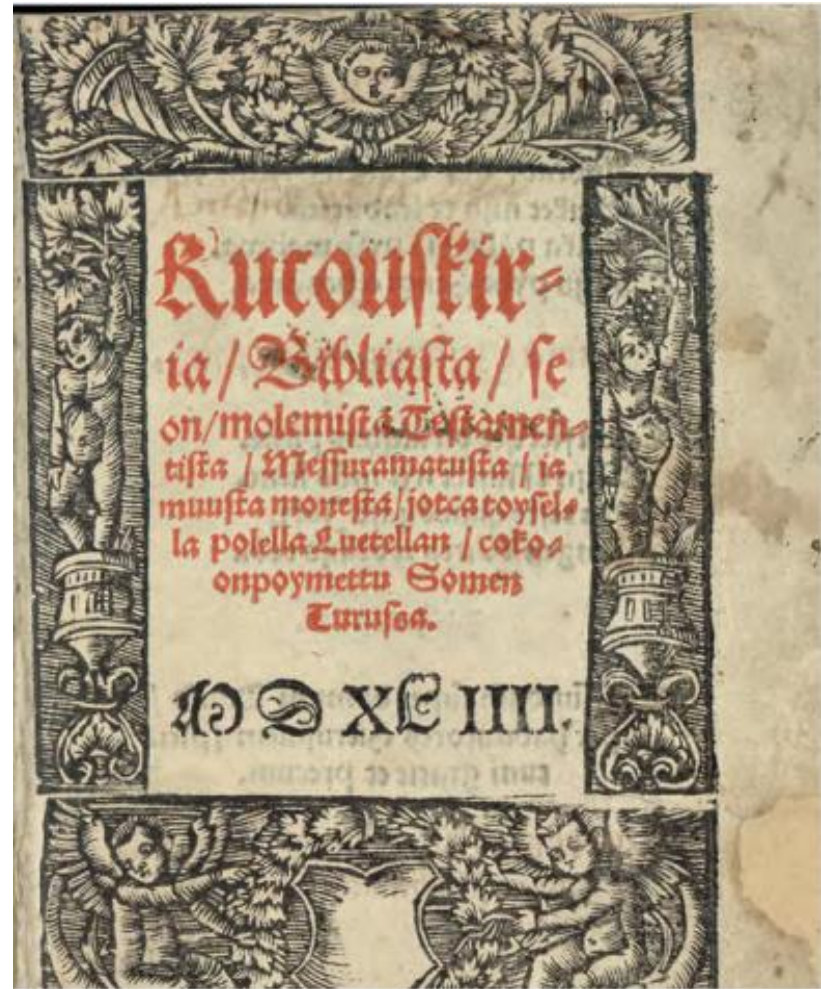 Rucouſkir⸗
ia / Bibliaſta / ſe
on / molemiſta Teſtamen⸗
tiſta / Meſſuramatuſta / ia
muuſta moneſta / jotca toyſel⸗
la polella Luetellan / coko⸗
onpoymettu Somen
Turuſsa.
M D XL IIII.